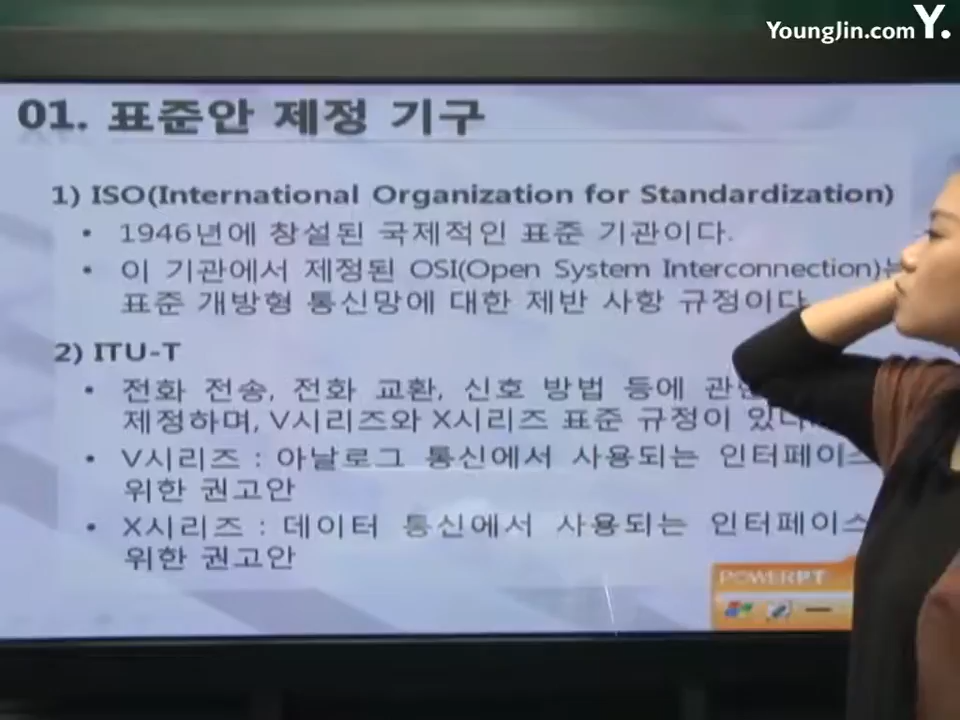 YoungJin.com Y.
01. 표준안 제정 기구
1) ISO(International Organization for Standardization)
• 1946년에 창설된 국제적인 표준 기관이다.
• 이 기관에서 제정된 OSI(Open System Interconnection)는
표준 개방형 통신망에 대한 제반 사항 규정이다
2) ITU-T
• 전화 전송, 전화 교환, 신호 방법 등에
제정하며, V시리즈와 X시리즈 표준 규정이
• V시리즈 : 아날로그 통신에서 사용되는 인터페이스
위한 권고안
• X시리즈 : 데이터 통신에서 사용되는 인터페이스
위한 권고안
POWERPT